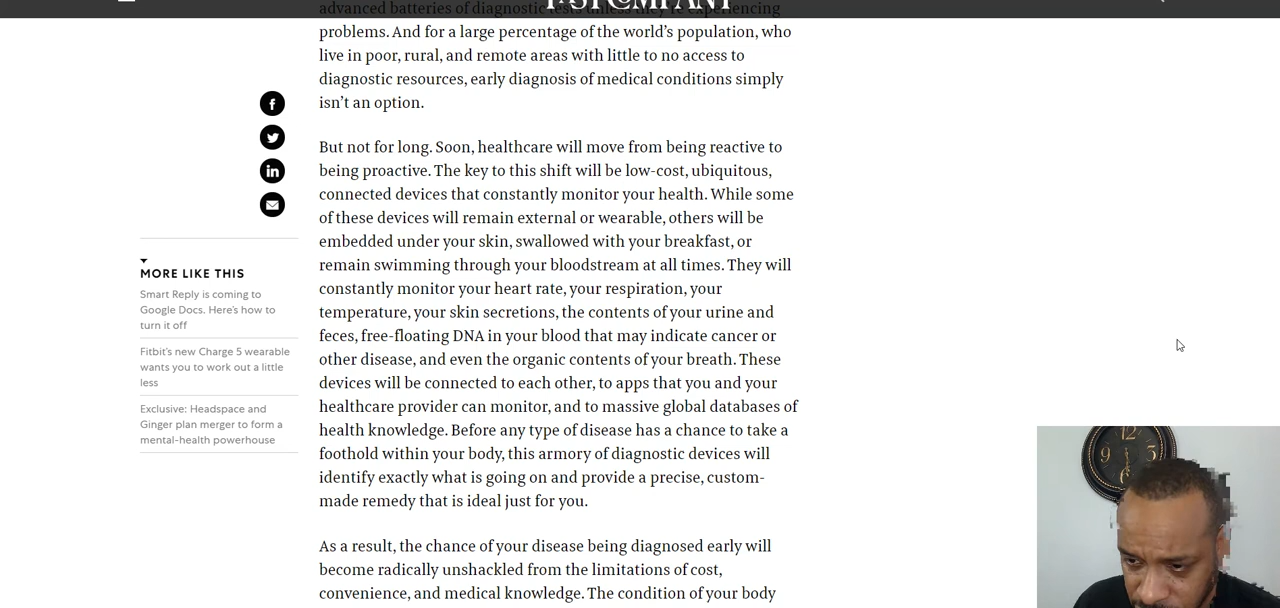 advanced batteries of diagnostic tests unless they're experiencing
FAST COMPANY
problems. And for a large percentage of the world's population, who
live in poor, rural, and remote areas with little to no access to
diagnostic resources, early diagnosis of medical conditions simply
isn't an option.
But not for long. Soon, healthcare will move from being reactive to
being proactive. The key to this shift will be low-cost, ubiquitous,
connected devices that constantly monitor your health. While some
of these devices will remain external or wearable, others will be
embedded under your skin, swallowed with your breakfast, or
remain swimming through your bloodstream at all times. They will
constantly monitor your heart rate, your respiration, your
temperature, your skin secretions, the contents of your urine and
feces, free-floating DNA in your blood that may indicate cancer or
other disease, and even the organic contents of your breath. These
devices will be connected to each other, to apps that you and your
healthcare provider can monitor, and to massive global databases of
health knowledge. Before any type of disease has a chance to take a
foothold within your body, this armory of diagnostic devices will
identify exactly what is going on and provide a precise, custom-
made remedy that is ideal just for you.
As a result, the chance of your disease being diagnosed early will
become radically unshackled from the limitations of cost,
convenience, and medical knowledge. The condition of your body
f
in
MORE LIKE THIS
Smart Reply is coming to
Google Docs. Here's how to
turn it off
Fitbit's new Charge 5 wearable
wants you to work out a little
less
Exclusive: Headspace and
Ginger plan merger to form a
mental-health powerhouse
12
9